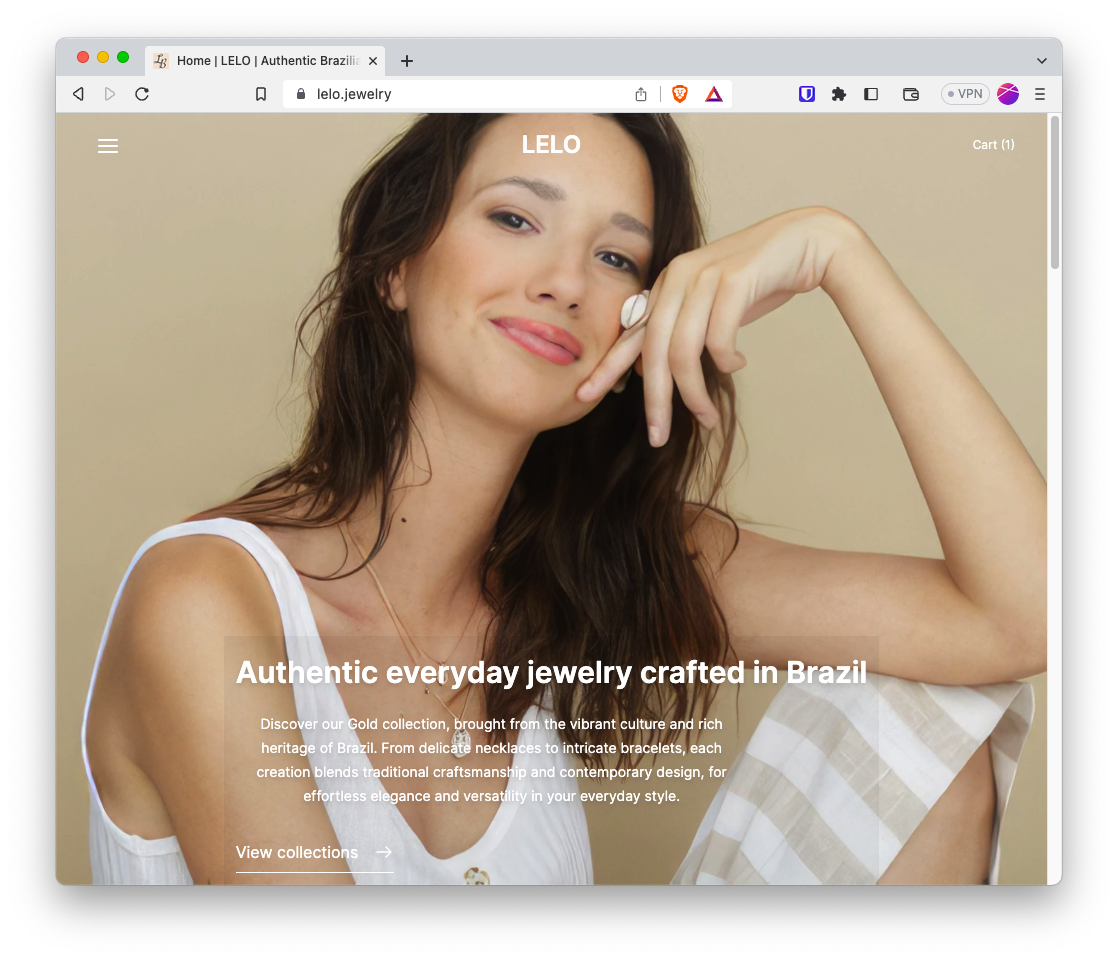 Home | LELO | Authentic Brazilia
lelo.jewelry
VPN
LELO
Cart (1)
Authentic everyday jewelry crafted in Brazil
Discover our Gold collection, brought from the vibrant culture and rich
heritage of Brazil. From delicate necklaces to intricate bracelets, each
creation blends traditional craftsmanship and contemporary design, for
effortless elegance and versatility in your everyday style.
View collections